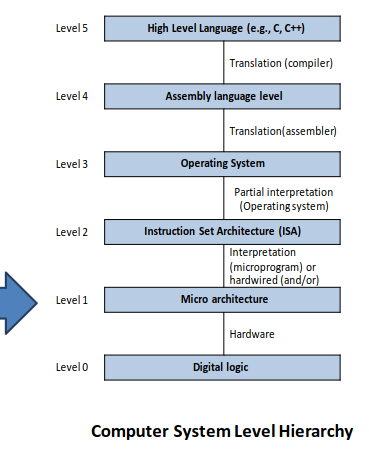 Level 5
High Level Language (e.g., C, C++)
Translation (compiler)
Level 4
Assembly language level
Translation(assembler)
Level 3
Operating System
Partial interpretation
(Operating system)
Level 2
Instruction Set Architecture (ISA)
Interpretation
(microprogram) or
hardwired (and/or)
Level 1
Micro architecture
Hardware
Level 0
Digital logic
Computer System Level Hierarchy